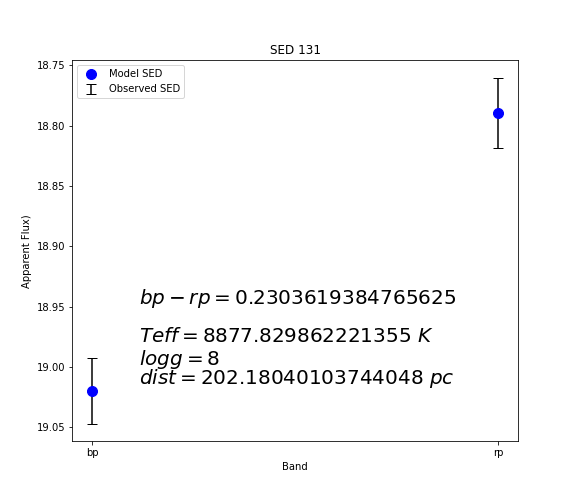 SED 131
Model SED
Observed SED
18.75
18.80
18.85
18.90
18.95
19.00
19.05
Apparent Flux)
bp − rp = 0.2303619384765625
Teff = 8877.829862221355 K
logg = 8
dist = 202.18040103744048 pc
bp
rp
Band